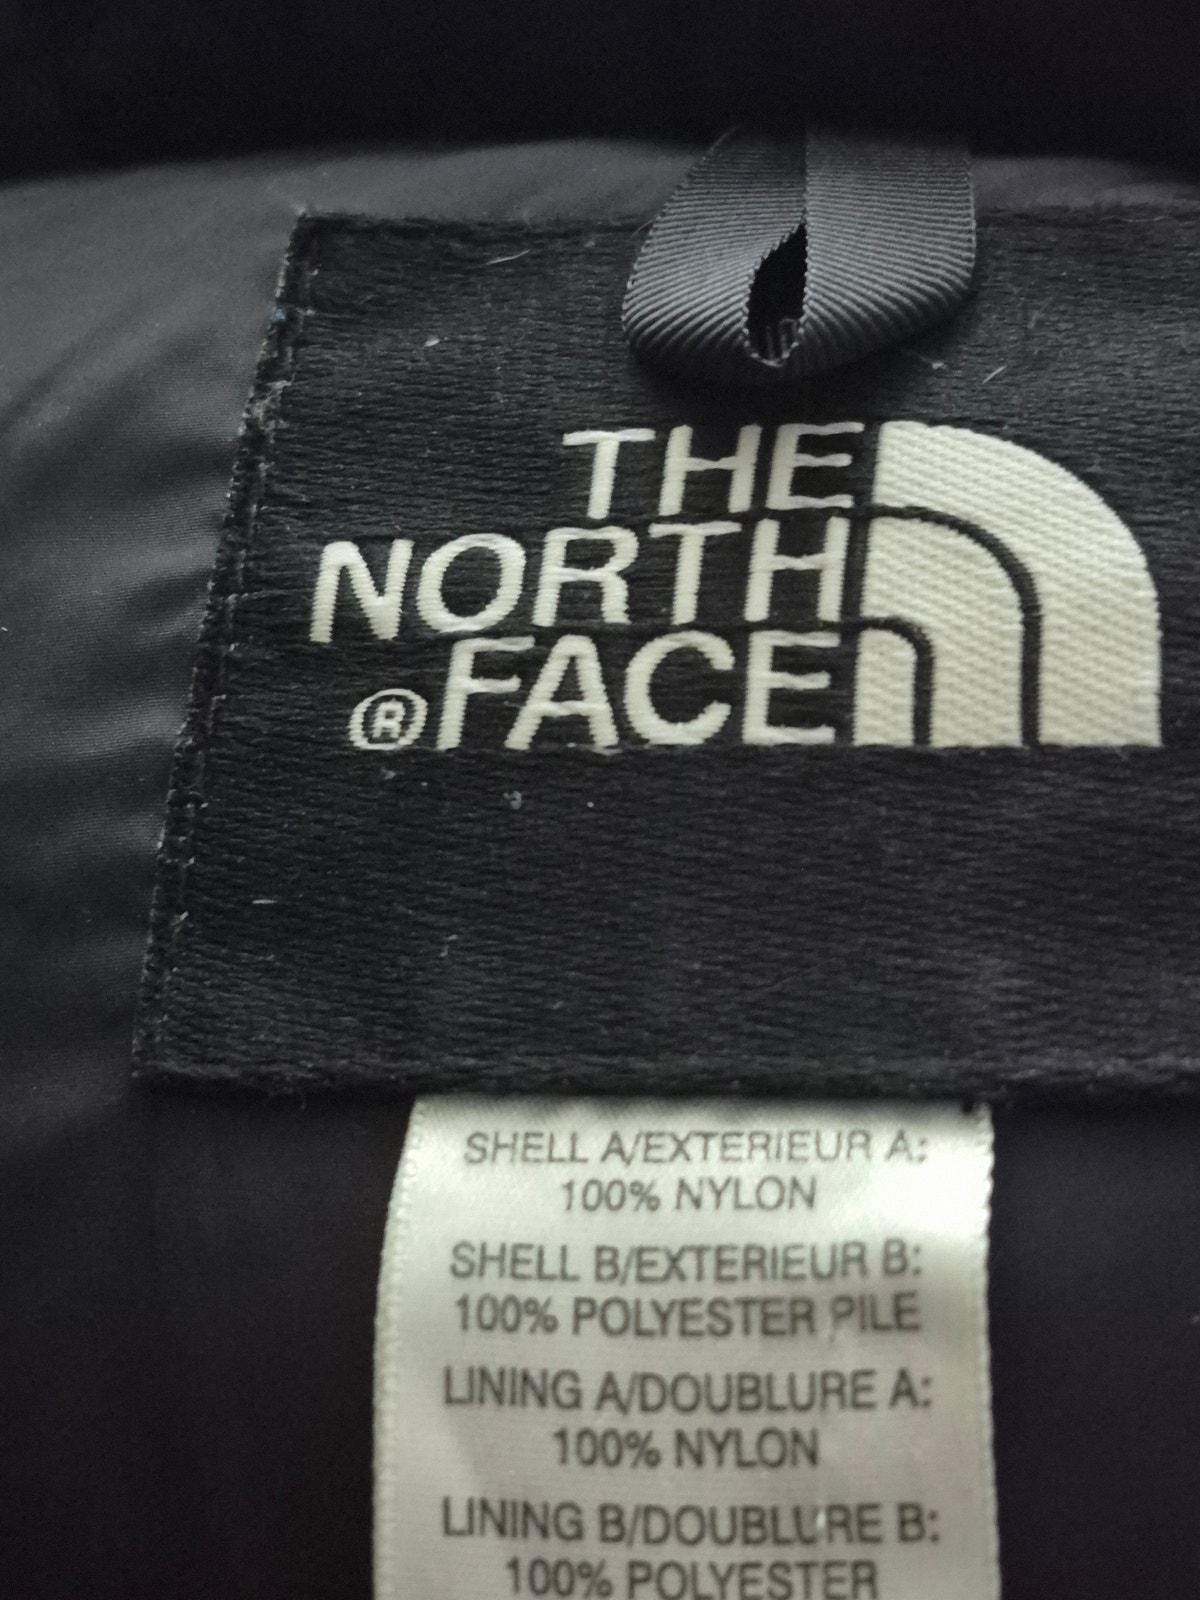 THE
NORTH
® FACE
SHELL A/EXTERIEUR A:
100% NYLON
SHELL B/EXTERIEUR B:
100% POLYESTER PILE
LINING A/DOUBLURE A:
100% NYLON
LINING B/DOUBLURE B:
100% POLYESTER